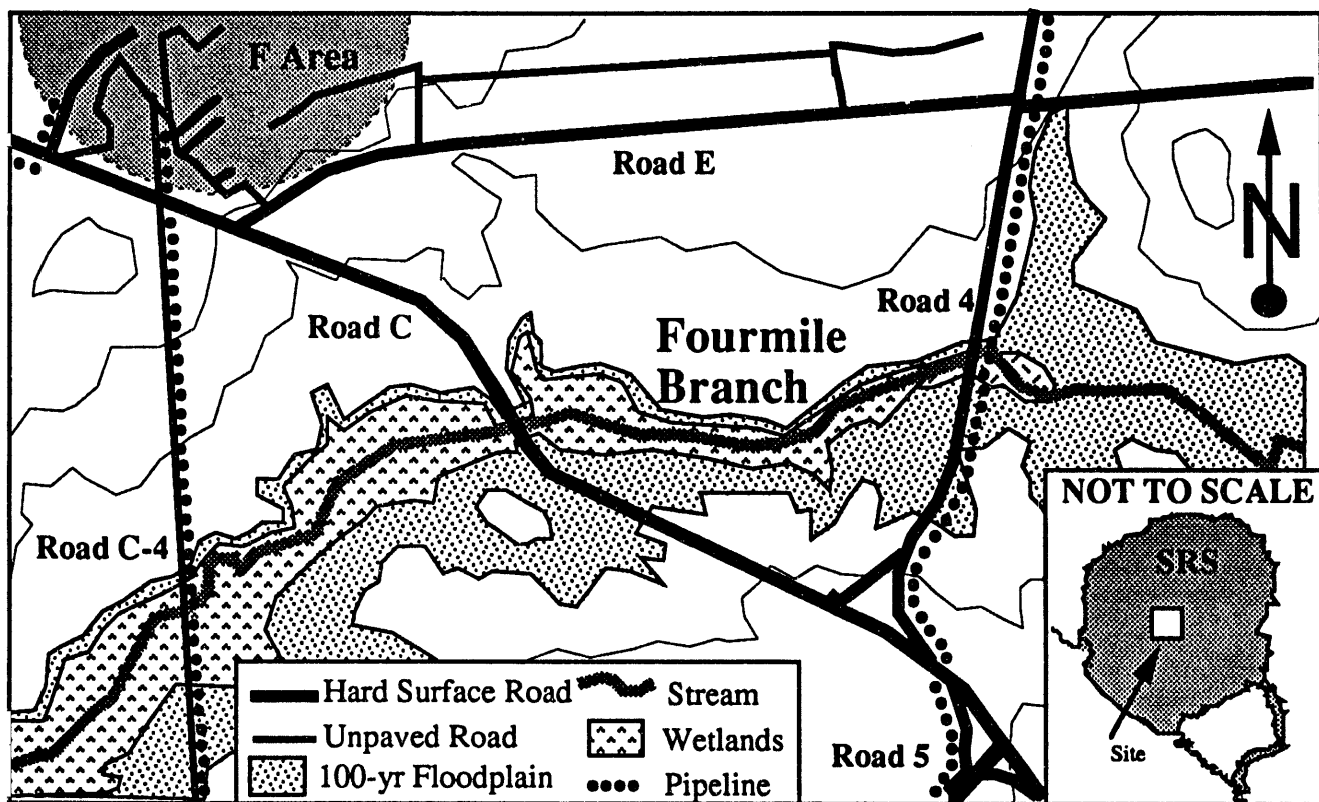 F Area
Road E
N
Road 4
Road C
Fourmile
Branch
NOT TO SCALE
SRS
Site
Road C-4
Hard Surface Road
Stream
Unpaved Road
Wetlands
100-yr Floodplain
Pipeline
Road 5